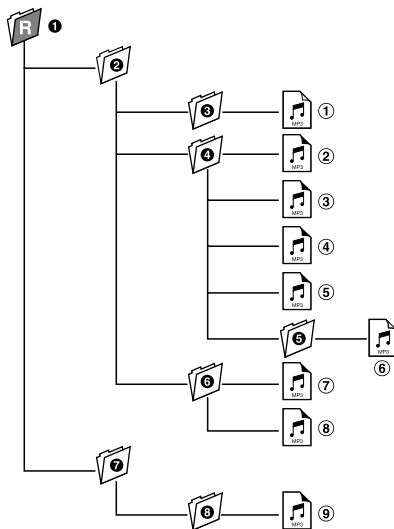 R ❶
❷
❸ MP3 ①
❹ MP3 ②
MP3 ③
MP3 ④
MP3 ⑤
❺ MP3
⑥
❻ MP3 ⑦
MP3 ⑧
❼
❽ MP3 ⑨